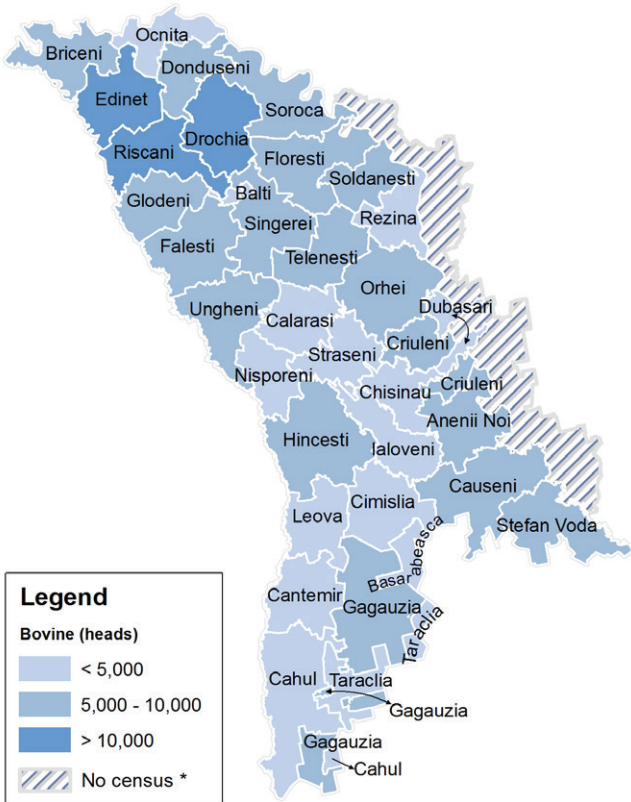 Ocnita
Briceni
Donduseni
Edinet
Soroca
Drochia
Riscani
Floresti
Soldanesti
Balti
Glodeni
Rezina
Singerei
Falesti
Telenesti
Orhei
Ungheni
Dubasari
Calarasi
Criuleni
Straseni
Nisporeni
Chisinau
Criuleni
Anenii Noi
Hincesti
Ialoveni
Causeni
Cimislia
Leova
Stefan Voda
Basarabeasca
Cantemir
Gagauzia
Taraclia
Cahul
Taraclia
Gagauzia
Gagauzia
Cahul
Legend
Bovine (heads)
< 5,000
5,000 - 10,000
> 10,000
No census *